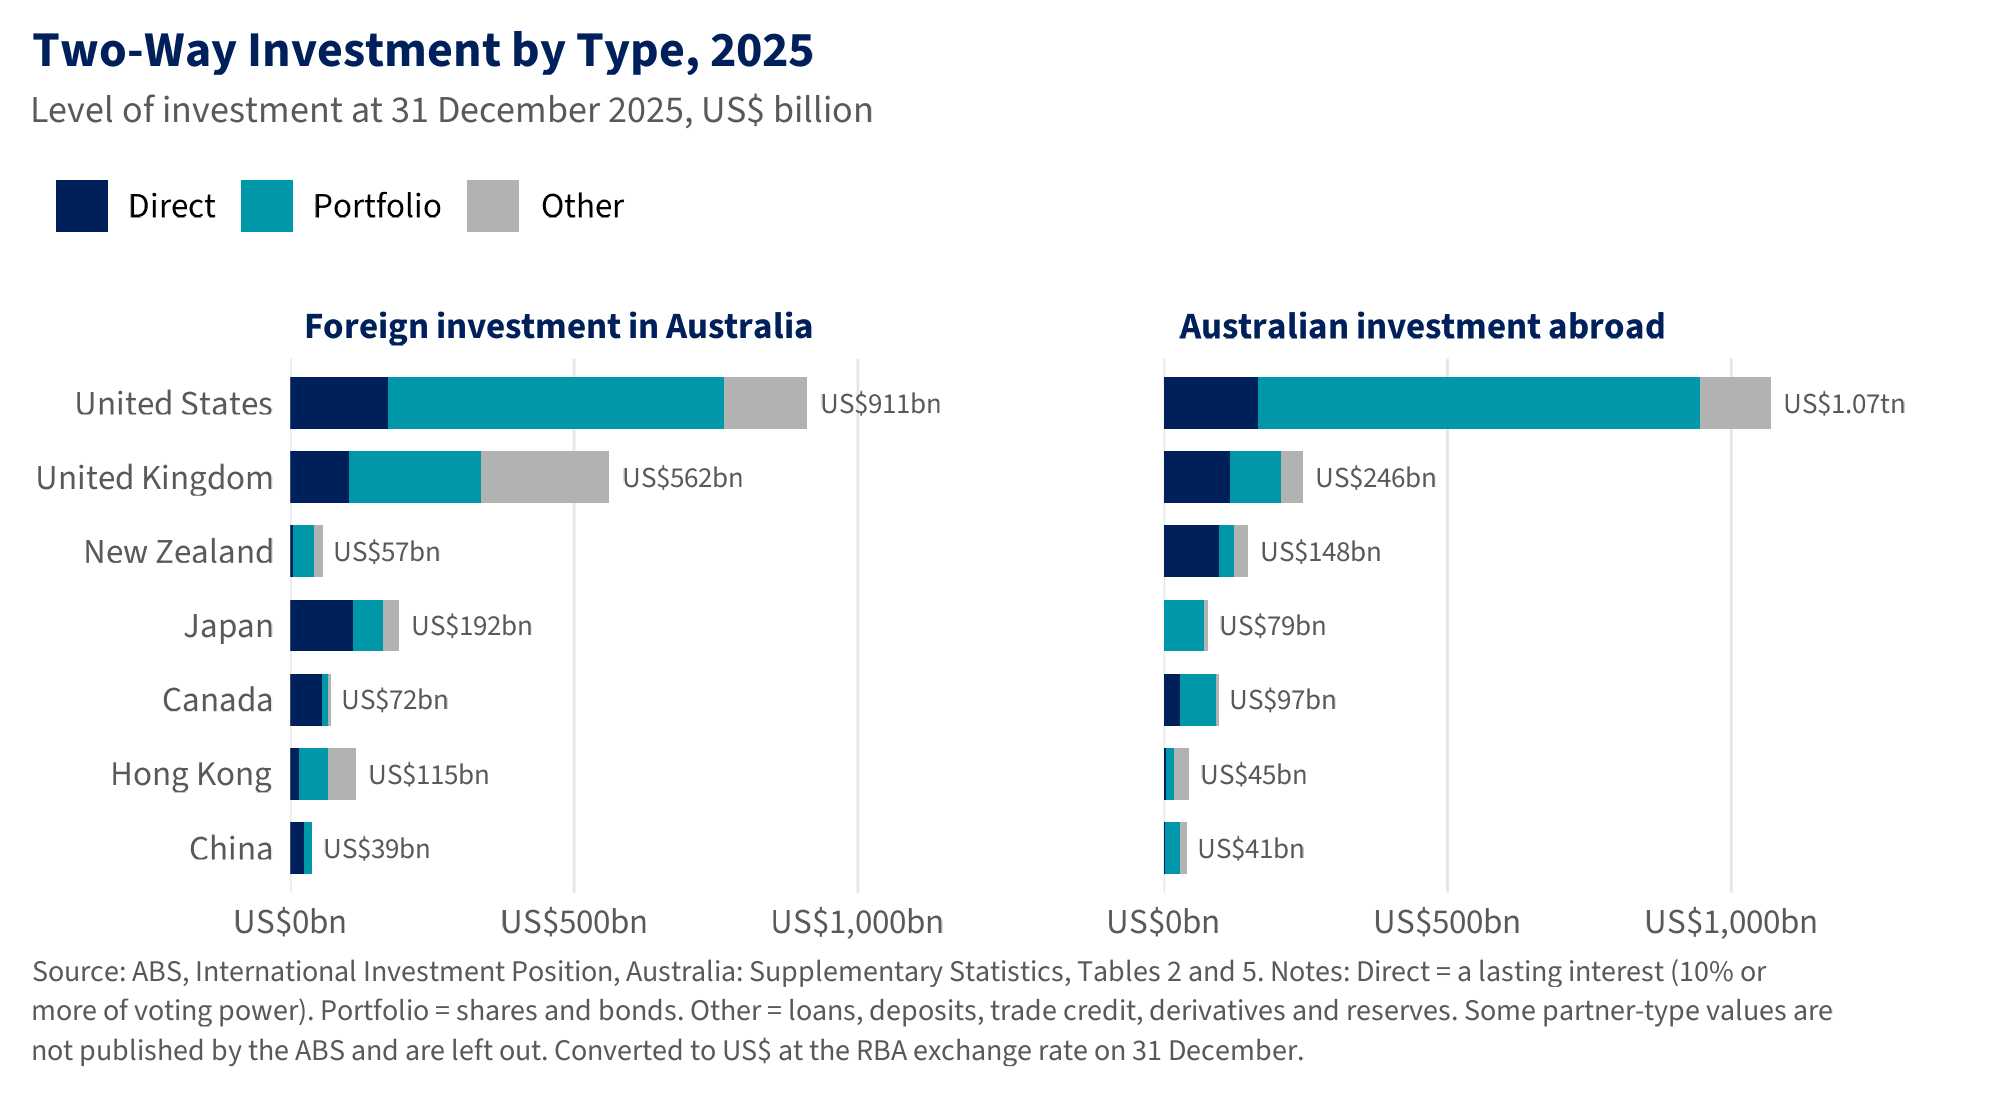 Two-Way Investment by Type, 2025
Level of investment at 31 December 2025, US$ billion
Direct Portfolio Other
Foreign investment in Australia
Australian investment abroad
United States US$911bn US$1.07tn
United Kingdom US$562bn US$246bn
New Zealand US$57bn US$148bn
Japan US$192bn US$79bn
Canada US$72bn US$97bn
Hong Kong US$115bn US$45bn
China US$39bn US$41bn
US$0bn US$500bn US$1,000bn US$0bn US$500bn US$1,000bn
Source: ABS, International Investment Position, Australia: Supplementary Statistics, Tables 2 and 5. Notes: Direct = a lasting interest (10% or
more of voting power). Portfolio = shares and bonds. Other = loans, deposits, trade credit, derivatives and reserves. Some partner-type values are
not published by the ABS and are left out. Converted to US$ at the RBA exchange rate on 31 December.